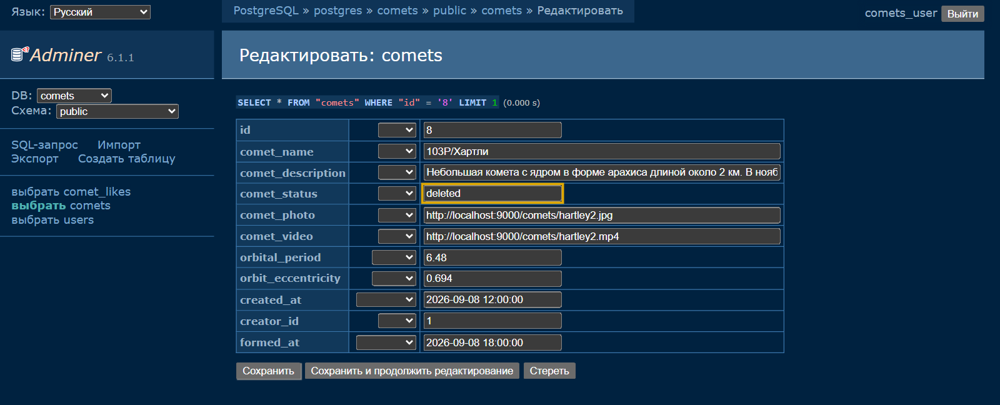 Язык: Русский
PostgreSQL » postgres » comets » public » comets » Редактировать
comets_user Выйти
Adminer 6.1.1
Редактировать: comets
DB: comets
Схема: public
SELECT * FROM "comets" WHERE "id" = '8' LIMIT 1 (0.000 s)
SQL-запрос Импорт
Экспорт Создать таблицу
выбрать comet_likes
выбрать comets
выбрать users
id 8
comet_name 103P/Хартли
comet_description Небольшая комета с ядром в форме арахиса длиной около 2 км. В нояб
comet_status deleted
comet_photo http://localhost:9000/comets/hartley2.jpg
comet_video http://localhost:9000/comets/hartley2.mp4
orbital_period 6.48
orbit_eccentricity 0.694
created_at 2026-09-08 12:00:00
creator_id 1
formed_at 2026-09-08 18:00:00
Сохранить Сохранить и продолжить редактирование Стереть